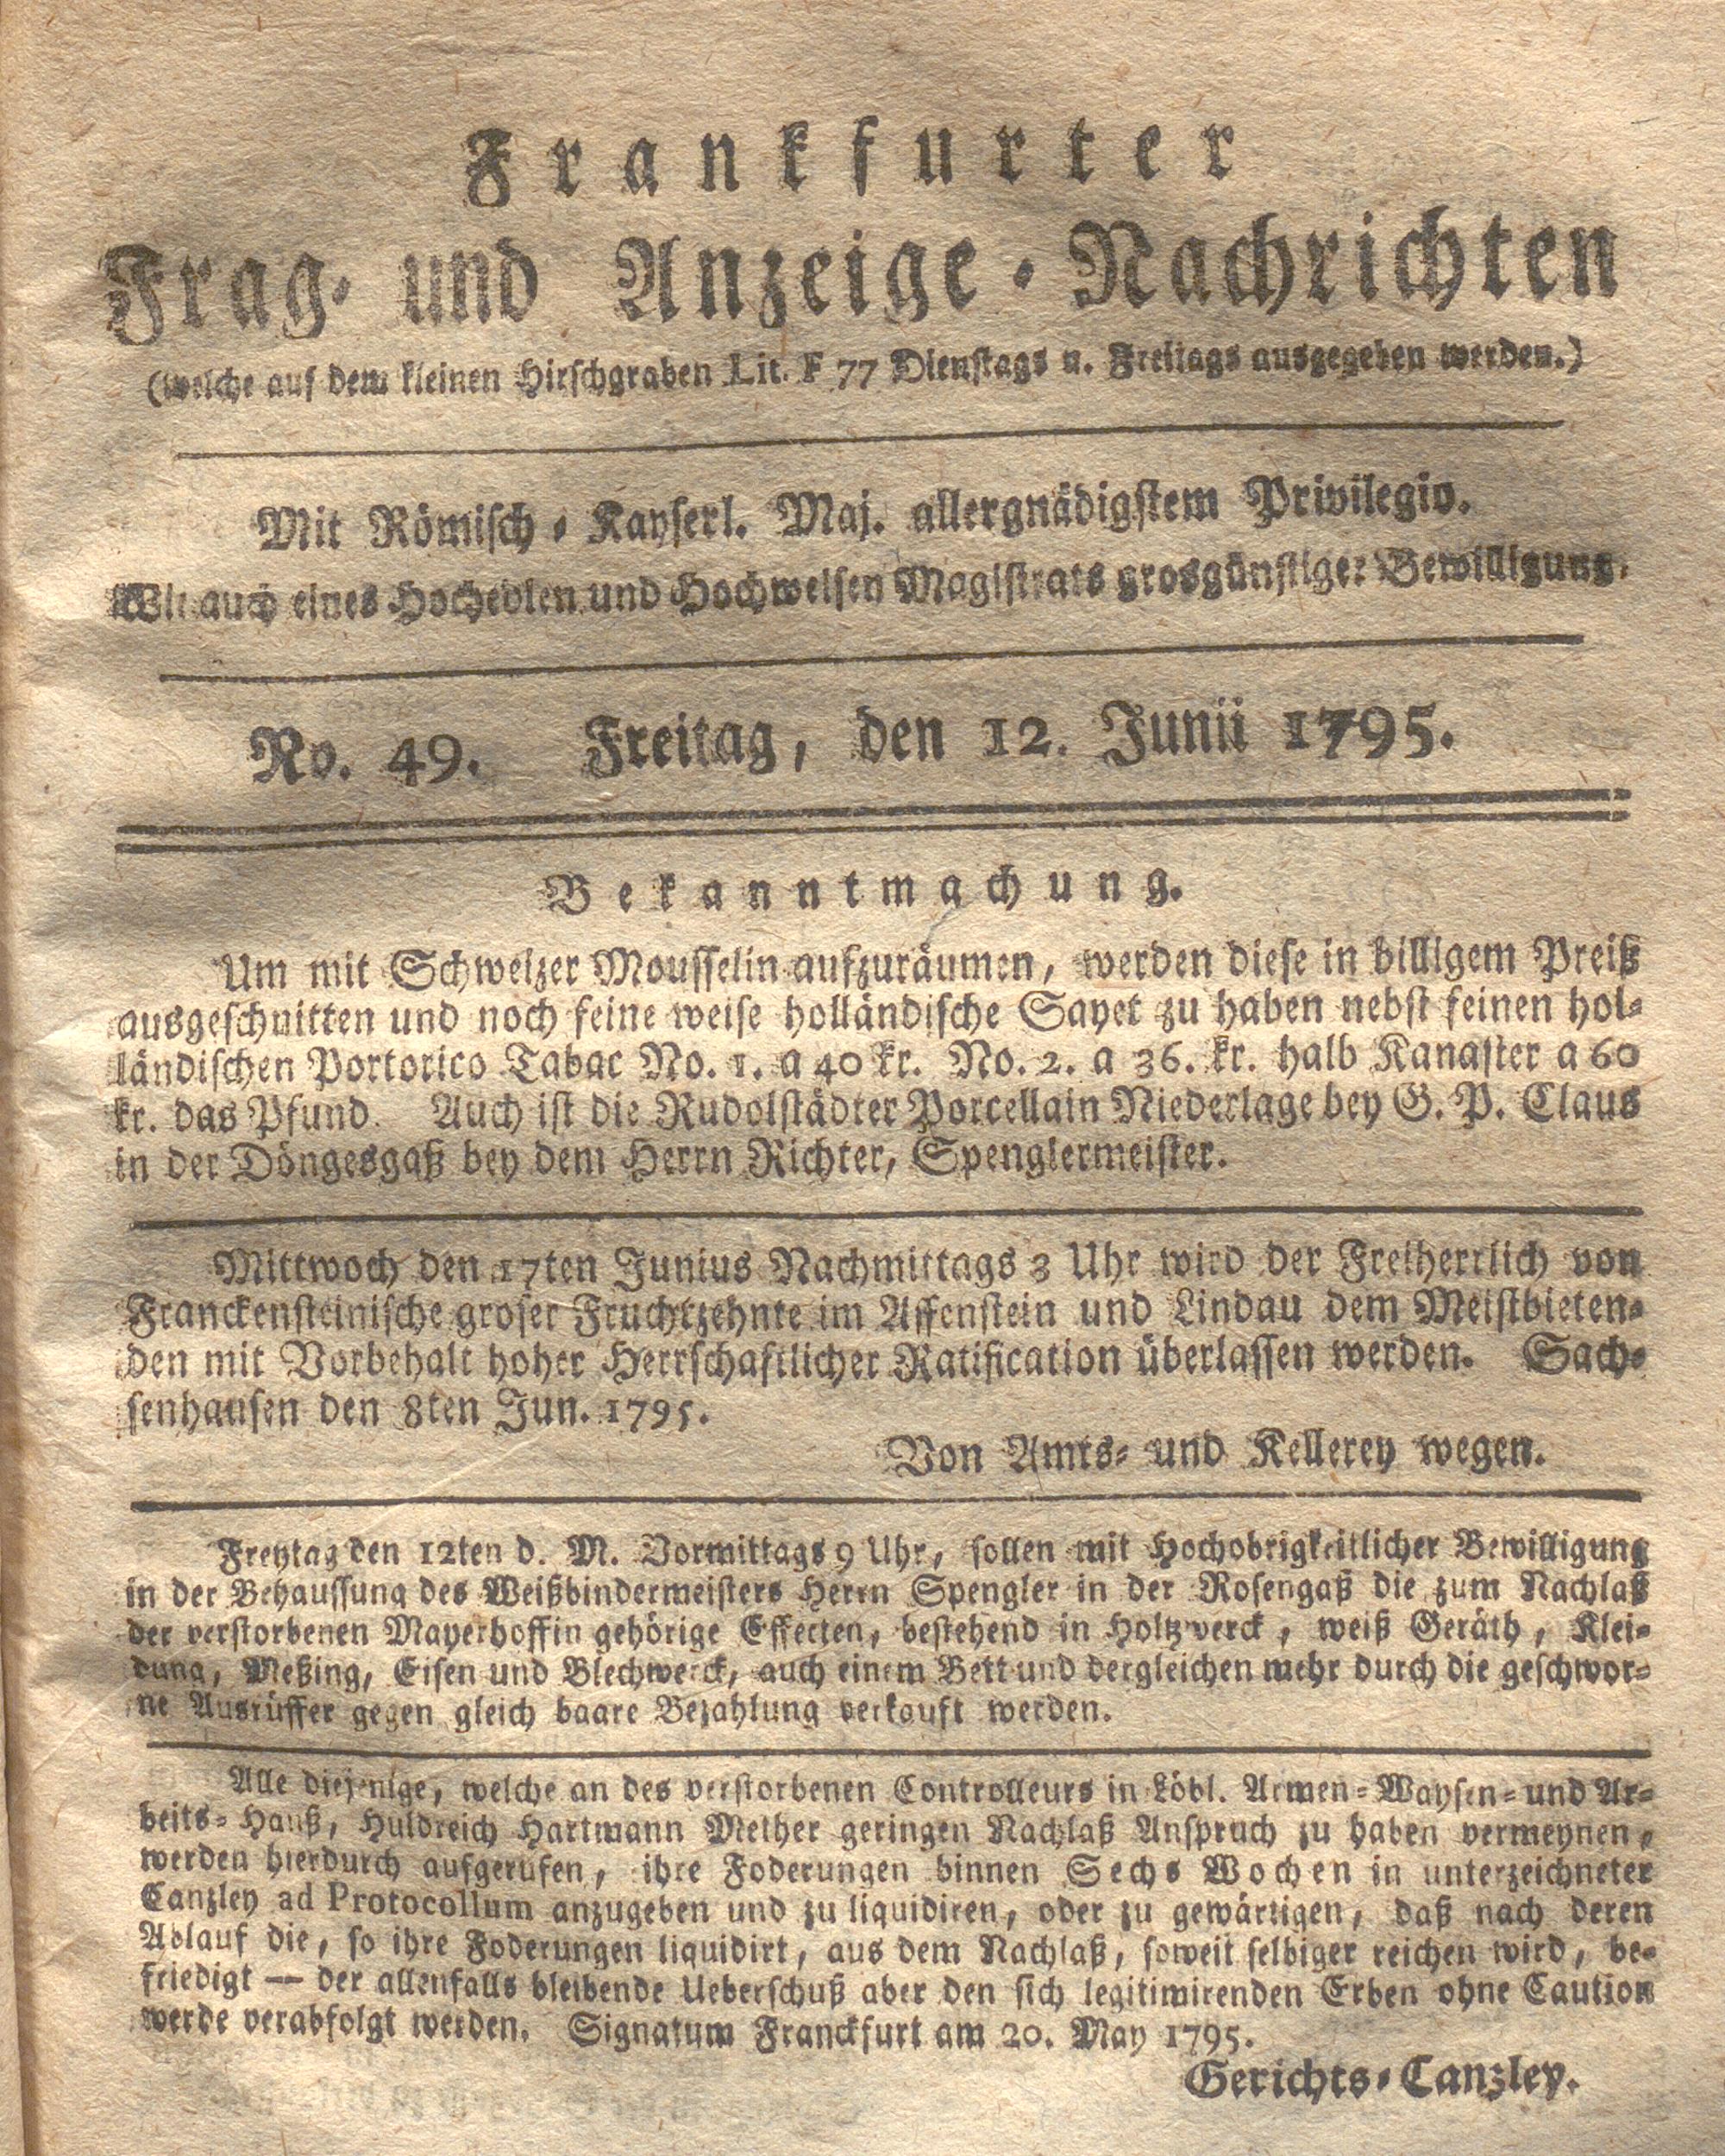 Frankfurter
Frag- und Anzeige-Nachrichten
(welche auf dem kleinen Hirschgraben Lit. F 77 Dienstags u. Freitags ausgegeben werden.)
Mit Römisch-Kayserl. Maj. allergnädigstem Privilegio.
Wie auch eines Hochedlen und Hochweisen Magistrats grosgünstiger Bewilligung.
No. 49. Freitag, den 12. Junii 1795.
Bekanntmachung.
Um mit Schweizer Mousselin aufzuräumen, werden diese in billigem Preiß
ausgeschnitten und noch feine weise holländische Sayet zu haben nebst feinen hol-
ländischen Portorico Tabac No. 1. a 40 kr. No. 2. a 36. kr. halb Kanaster a 60
kr. das Pfund. Auch ist die Rudolstädter Porcellain Niederlage bey G. P. Claus
in der Döngesgaß bey dem Herrn Richter, Spenglermeister.
Mittwoch den 17ten Junius Nachmittags 3 Uhr wird der Freiherrlich von
Franckensteinische groser Fruchtzehnte im Affenstein und Lindau dem Meistbieten-
den mit Vorbehalt hoher Herrschaftlicher Ratification überlassen werden. Sach-
senhausen den 8ten Jun. 1795.
Von Amts- und Kellerey wegen.
Freytag den 12ten d. M. Vormittags 9 Uhr, sollen mit Hochobrigkeitlicher Bewilligung
in der Behaussung des Weißbindermeisters Herrn Spengler in der Rosengaß die zum Nachlaß
der verstorbenen Mayerhoffin gehörige Effecten, bestehend in Holtzwerck, weiß Geräth, Klei-
dung, Meßing, Eisen und Blechwerck, auch einem Bett und dergleichen mehr durch die geschwor-
ne Ausrüffer gegen gleich baare Bezahlung verkauft werden.
Alle diejenige, welche an des verstorbenen Controlleurs in Löbl. Armen-Waysen-und Ar-
beits-Hauß, Huldreich Hartmann Mether geringen Nachlaß Anspruch zu haben vermeynen,
werden hierdurch aufgerufen, ihre Foderungen binnen Sechs Wochen in unterzeichneter
Canzley ad Protocollum anzugeben und zu liquidiren, oder zu gewärtigen, daß nach deren
Ablauf die, so ihre Foderungen liquidirt, aus dem Nachlaß, soweit selbiger reichen wird, be-
friedigt — der allenfalls bleibende Ueberschuß aber den sich legitimirenden Erben ohne Caution
werde verabfolgt werden. Signatum Franckfurt am 20. May 1795.
Gerichts-Canzley.